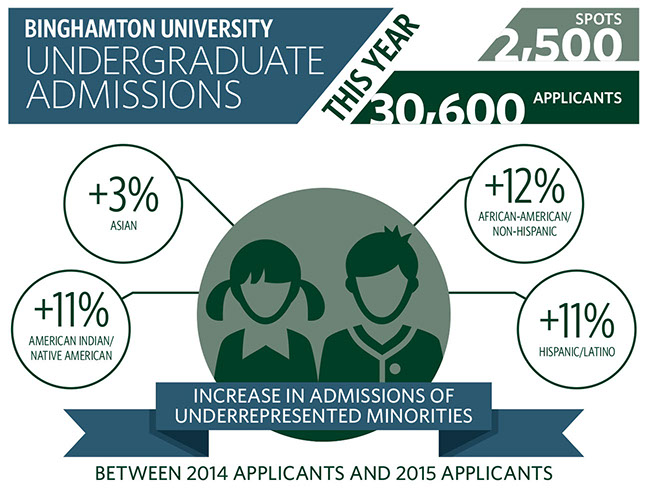 BINGHAMTON UNIVERSITY
UNDERGRADUATE
ADMISSIONS
THIS YEAR
SPOTS
2,500
30,600 APPLICANTS
+3%
ASIAN
+12%
AFRICAN-AMERICAN/
NON-HISPANIC
+11%
AMERICAN INDIAN/
NATIVE AMERICAN
+11%
HISPANIC/LATINO
INCREASE IN ADMISSIONS OF
UNDERREPRESENTED MINORITIES
BETWEEN 2014 APPLICANTS AND 2015 APPLICANTS